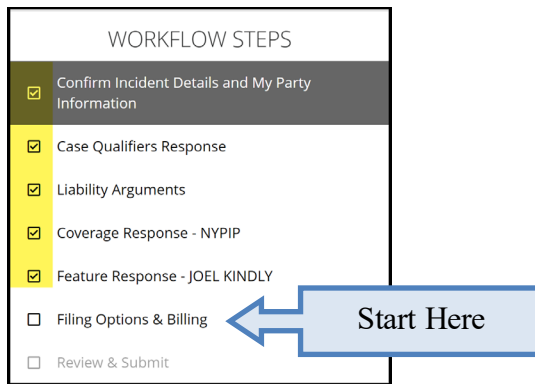 WORKFLOW STEPS
Confirm Incident Details and My Party
Information
Case Qualifiers Response
Liability Arguments
Coverage Response - NYPIP
Feature Response - JOEL KINDLY
Filing Options & Billing
Start Here
Review & Submit